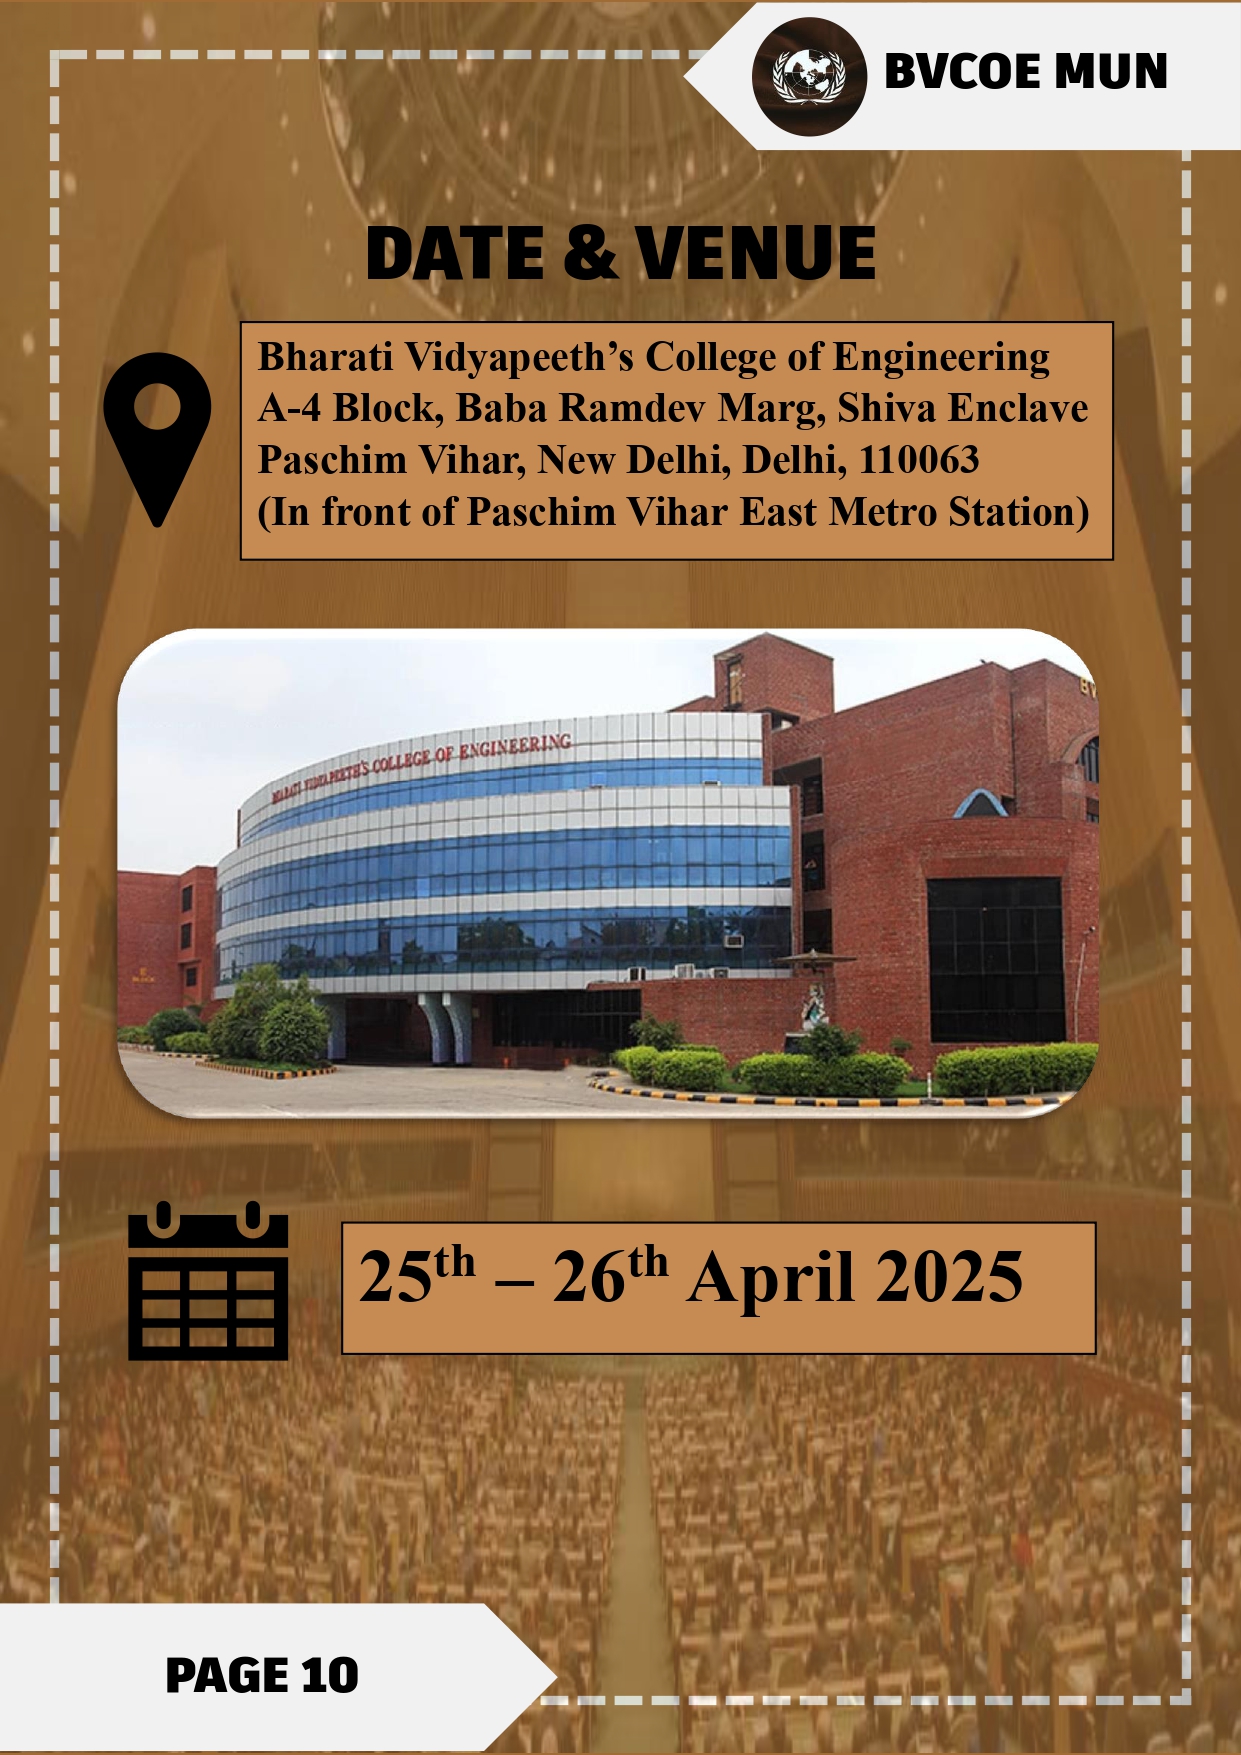 BVCOE MUN
DATE & VENUE
Bharati Vidyapeeth’s College of Engineering
A-4 Block, Baba Ramdev Marg, Shiva Enclave
Paschim Vihar, New Delhi, Delhi, 110063
(In front of Paschim Vihar East Metro Station)
BHARATI VIDYAPEETH'S COLLEGE OF ENGINEERING
25th – 26th April 2025
PAGE 10